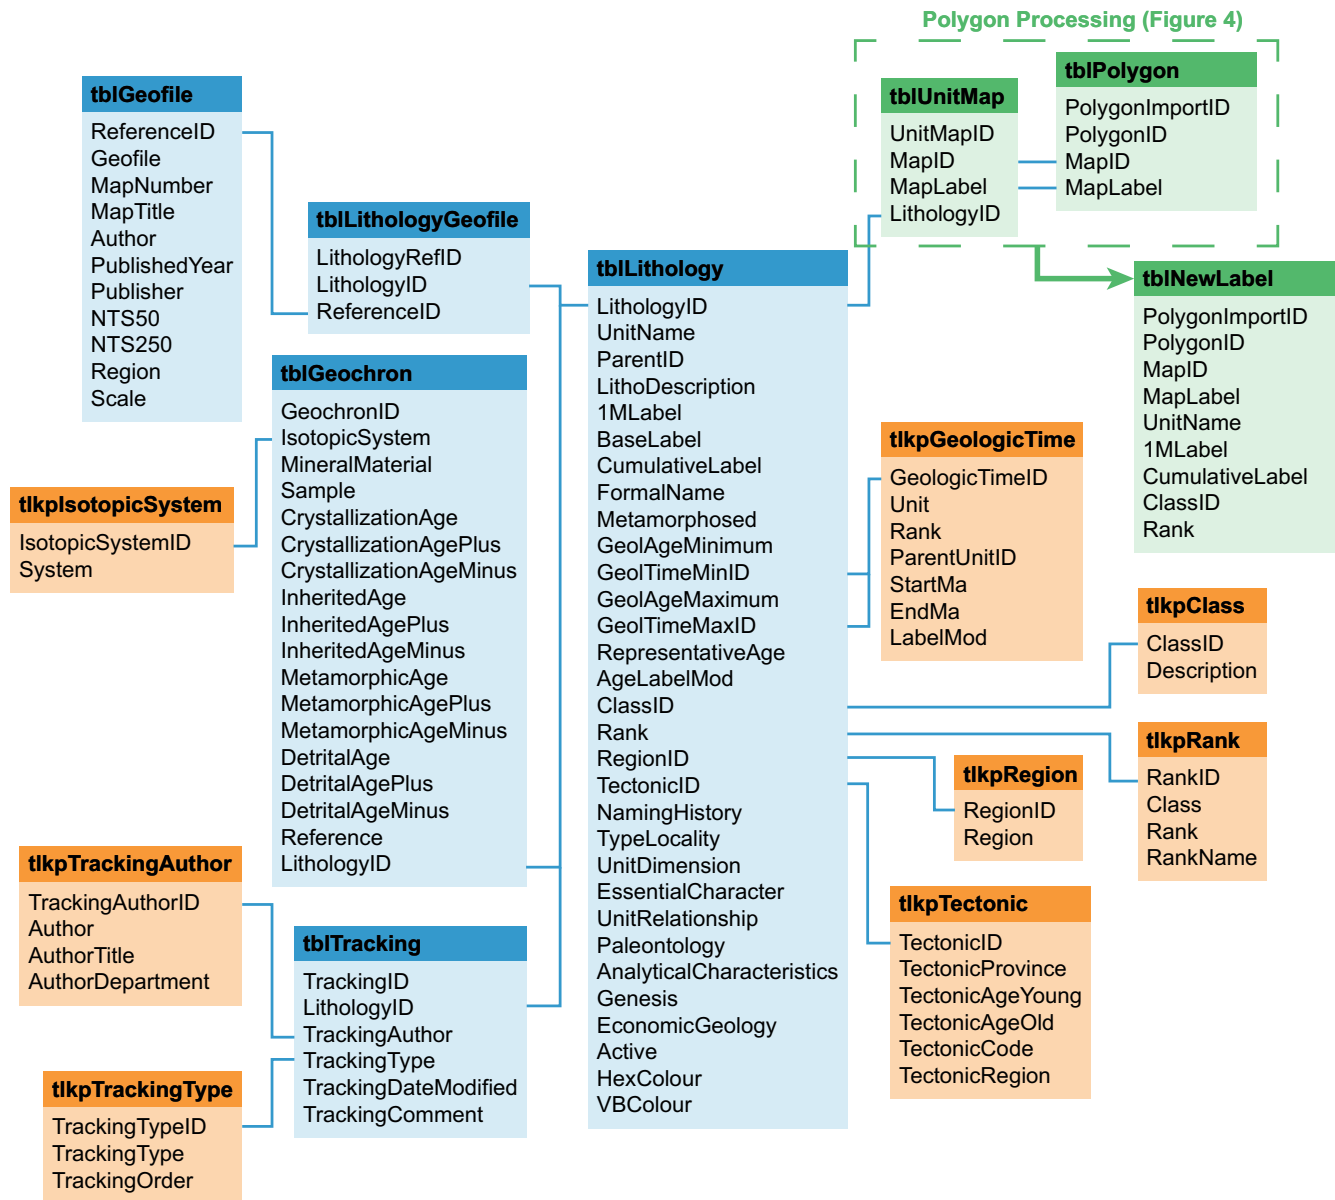 Polygon Processing (Figure 4)
tblGeofile
ReferenceID
Geofile
MapNumber
MapTitle
Author
PublishedYear
Publisher
NTS50
NTS250
Region
Scale
tblLithologyGeofile
LithologyRefID
LithologyID
ReferenceID
tblGeochron
GeochronID
IsotopicSystem
MineralMaterial
Sample
CrystallizationAge
CrystallizationAgePlus
CrystallizationAgeMinus
InheritedAge
InheritedAgePlus
InheritedAgeMinus
MetamorphicAge
MetamorphicAgePlus
MetamorphicAgeMinus
DetritalAge
DetritalAgePlus
DetritalAgeMinus
Reference
LithologyID
tlkpIsotopicSystem
IsotopicSystemID
System
tlkpTrackingAuthor
TrackingAuthorID
Author
AuthorTitle
AuthorDepartment
tblTracking
TrackingID
LithologyID
TrackingAuthor
TrackingType
TrackingDateModified
TrackingComment
tlkpTrackingType
TrackingTypeID
TrackingType
TrackingOrder
tblLithology
LithologyID
UnitName
ParentID
LithoDescription
1MLabel
BaseLabel
CumulativeLabel
FormalName
Metamorphosed
GeolAgeMinimum
GeolTimeMinID
GeolAgeMaximum
GeolTimeMaxID
RepresentativeAge
AgeLabelMod
ClassID
Rank
RegionID
TectonicID
NamingHistory
TypeLocality
UnitDimension
EssentialCharacter
UnitRelationship
Paleontology
AnalyticalCharacteristics
Genesis
EconomicGeology
Active
HexColour
VBColour
tblUnitMap
UnitMapID
MapID
MapLabel
LithologyID
tblPolygon
PolygonImportID
PolygonID
MapID
MapLabel
tblNewLabel
PolygonImportID
PolygonID
MapID
MapLabel
UnitName
1MLabel
CumulativeLabel
ClassID
Rank
tlkpGeologicTime
GeologicTimeID
Unit
Rank
ParentUnitID
StartMa
EndMa
LabelMod
tlkpClass
ClassID
Description
tlkpRank
RankID
Class
Rank
RankName
tlkpRegion
RegionID
Region
tlkpTectonic
TectonicID
TectonicProvince
TectonicAgeYoung
TectonicAgeOld
TectonicCode
TectonicRegion